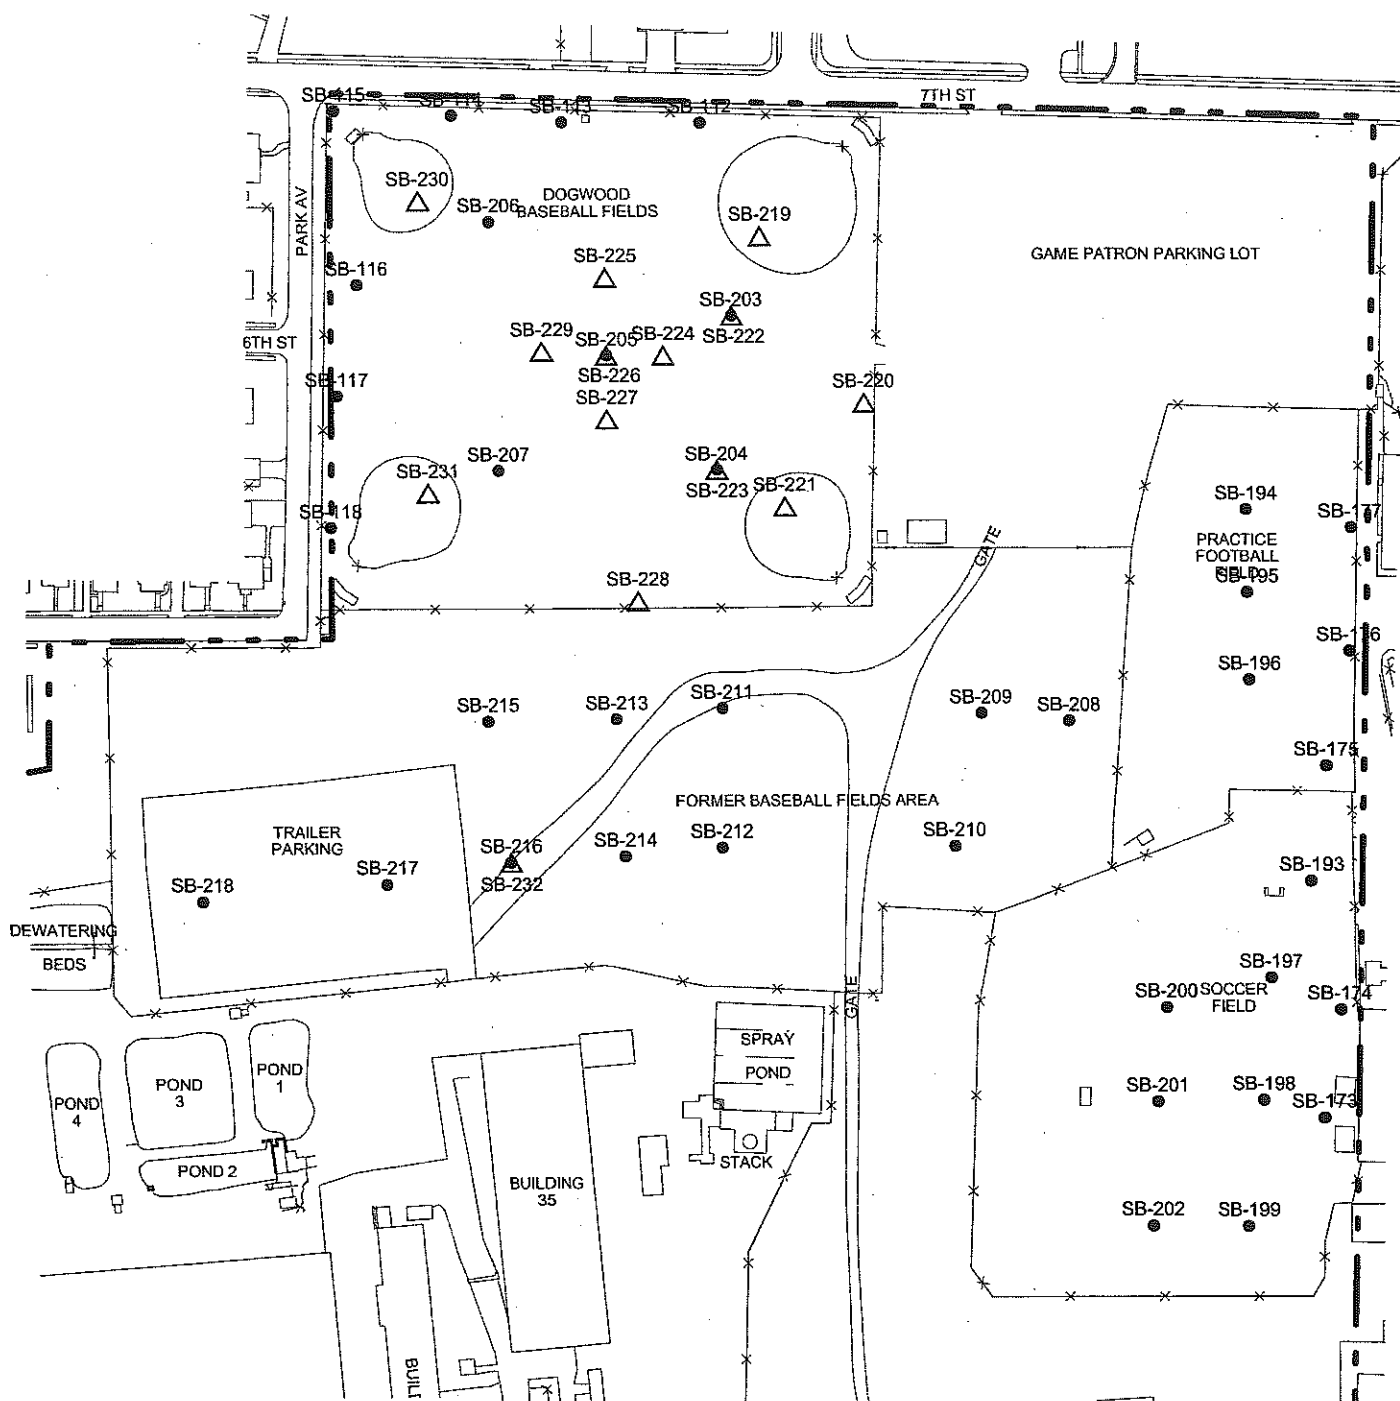 7TH ST
SB-115
SB-113
SB-112
PARK AV
SB-230
SB-206
DOGWOOD
BASEBALL FIELDS
SB-219
SB-225
GAME PATRON PARKING LOT
SB-116
SB-203
SB-222
6TH ST
SB-229
SB-205
SB-224
SB-226
SB-117
SB-227
SB-220
SB-207
SB-204
SB-231
SB-223
SB-221
SB-194
SB-118
SB-177
PRACTICE
FOOTBALL
FIELD
GATE
SB-195
SB-228
SB-176
SB-196
SB-215
SB-213
SB-211
SB-209
SB-208
SB-175
FORMER BASEBALL FIELDS AREA
TRAILER
PARKING
SB-216
SB-214
SB-212
SB-210
SB-217
SB-232
SB-218
SB-193
DEWATERING
BEDS
SB-197
SB-200
SOCCER
FIELD
SB-174
GATE
SPRAY
POND
POND
1
POND
3
POND
4
SB-201
SB-198
SB-173
POND 2
STACK
BUILDING
35
SB-202
SB-199